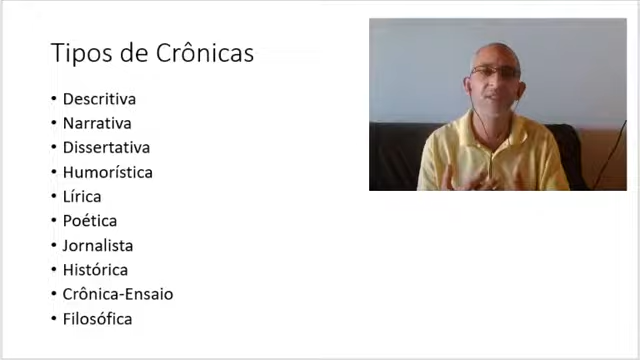 Tipos de Crônicas
• Descritiva
• Narrativa
• Dissertativa
• Humorística
• Lírica
• Poética
• Jornalista
• Histórica
• Crônica-Ensaio
• Filosófica